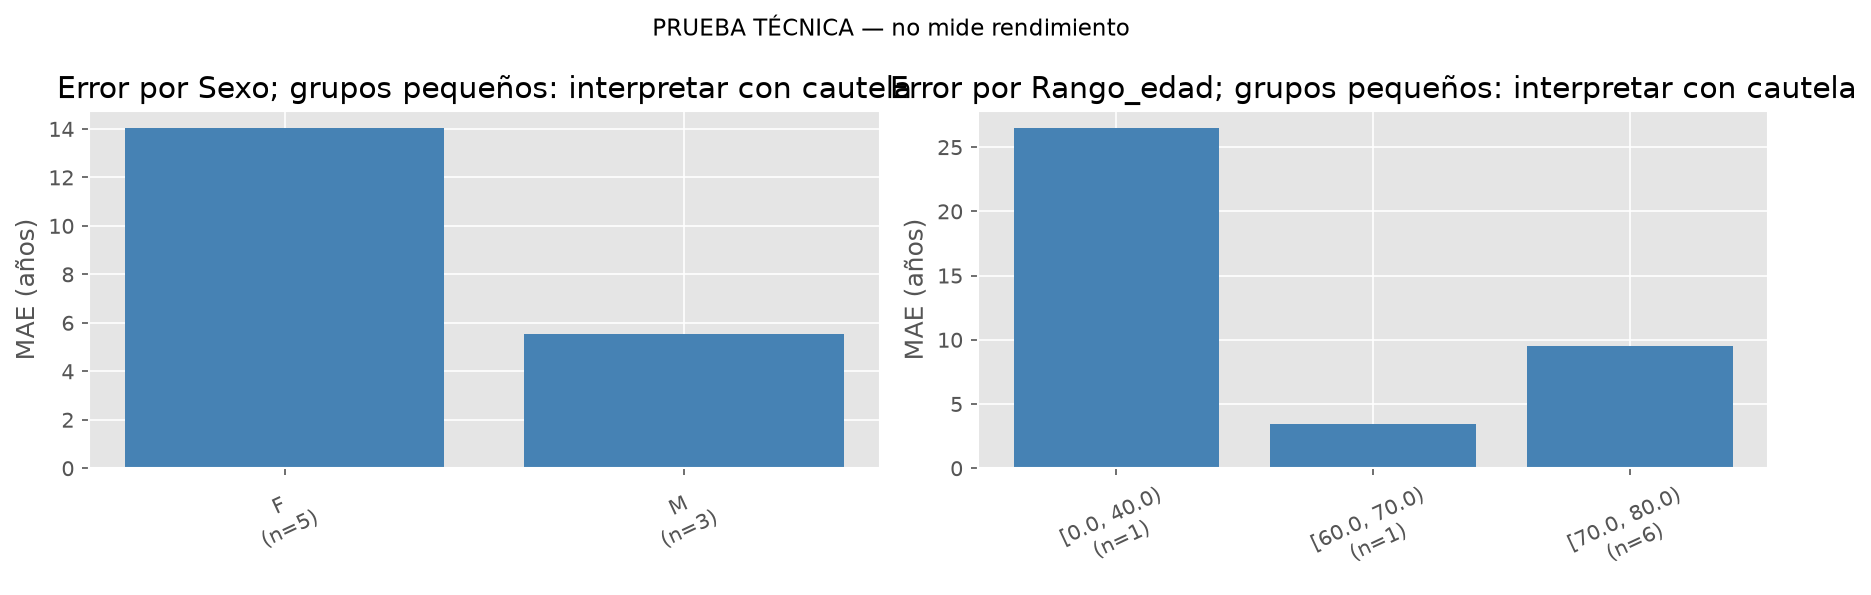 PRUEBA TÉCNICA — no mide rendimiento
Error por Sexo; grupos pequeños: interpretar con cautela
MAE (años)
14
12
10
8
6
4
2
0
F
(n=5)
M
(n=3)
Error por Rango_edad; grupos pequeños: interpretar con cautela
MAE (años)
25
20
15
10
5
0
[0.0, 40.0)
(n=1)
[60.0, 70.0)
(n=1)
[70.0, 80.0)
(n=6)